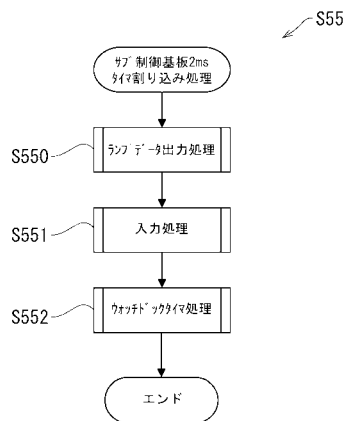 S55
ｻﾌﾞ制御基板2ms
ﾀｲﾏ割り込み処理
S550
ﾗﾝﾌﾟﾃﾞｰﾀ出力処理
S551
入力処理
S552
ｳｫｯﾁﾄﾞｯｸﾀｲﾏ処理
エンド